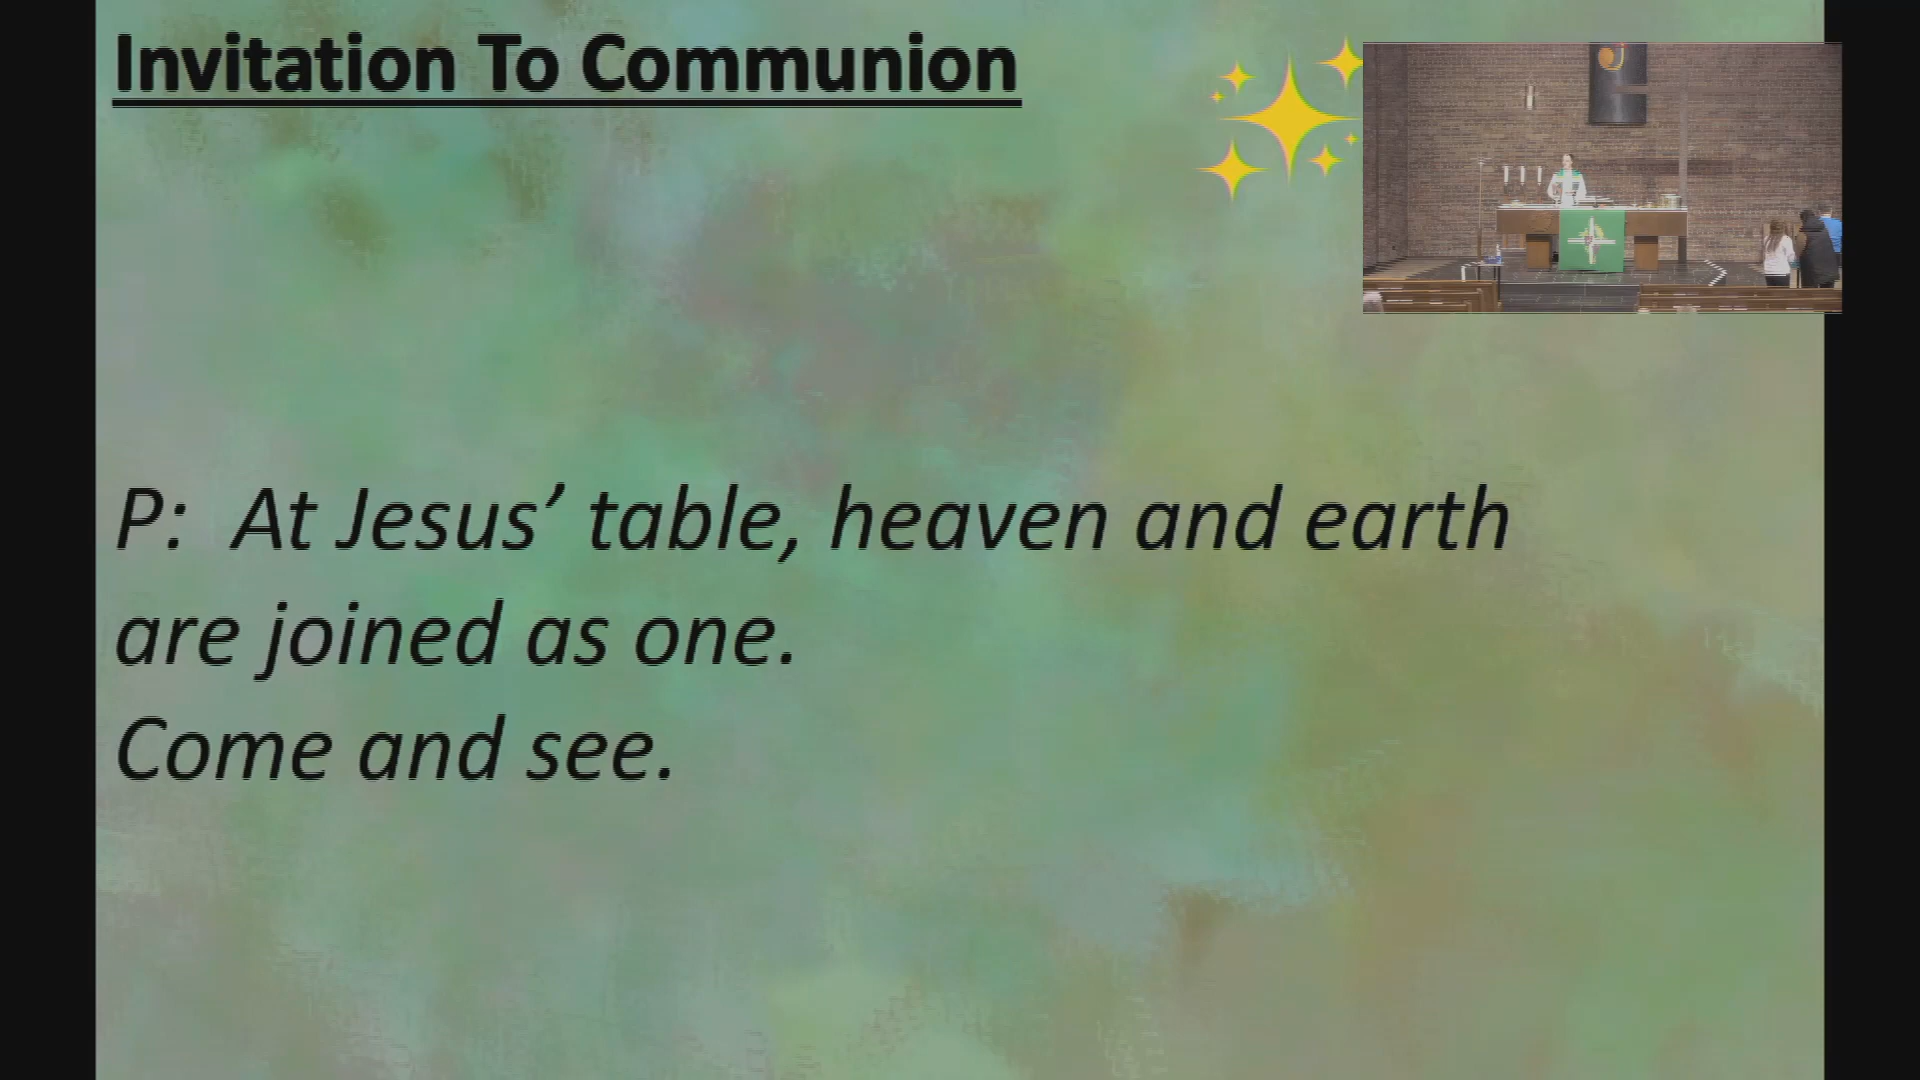 Invitation To Communion
P: At Jesus’ table, heaven and earth
are joined as one.
Come and see.